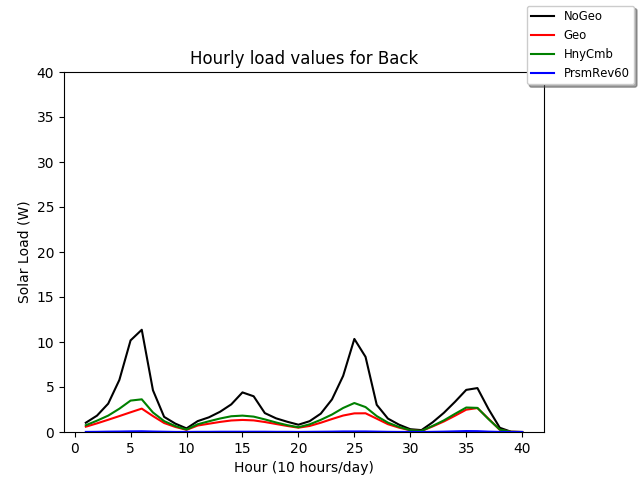 NoGeo
Geo
HnyCmb
PrsmRev60
Hourly load values for Back
40
35
30
25
20
15
10
5
0
Solar Load (W)
0 5 10 15 20 25 30 35 40
Hour (10 hours/day)